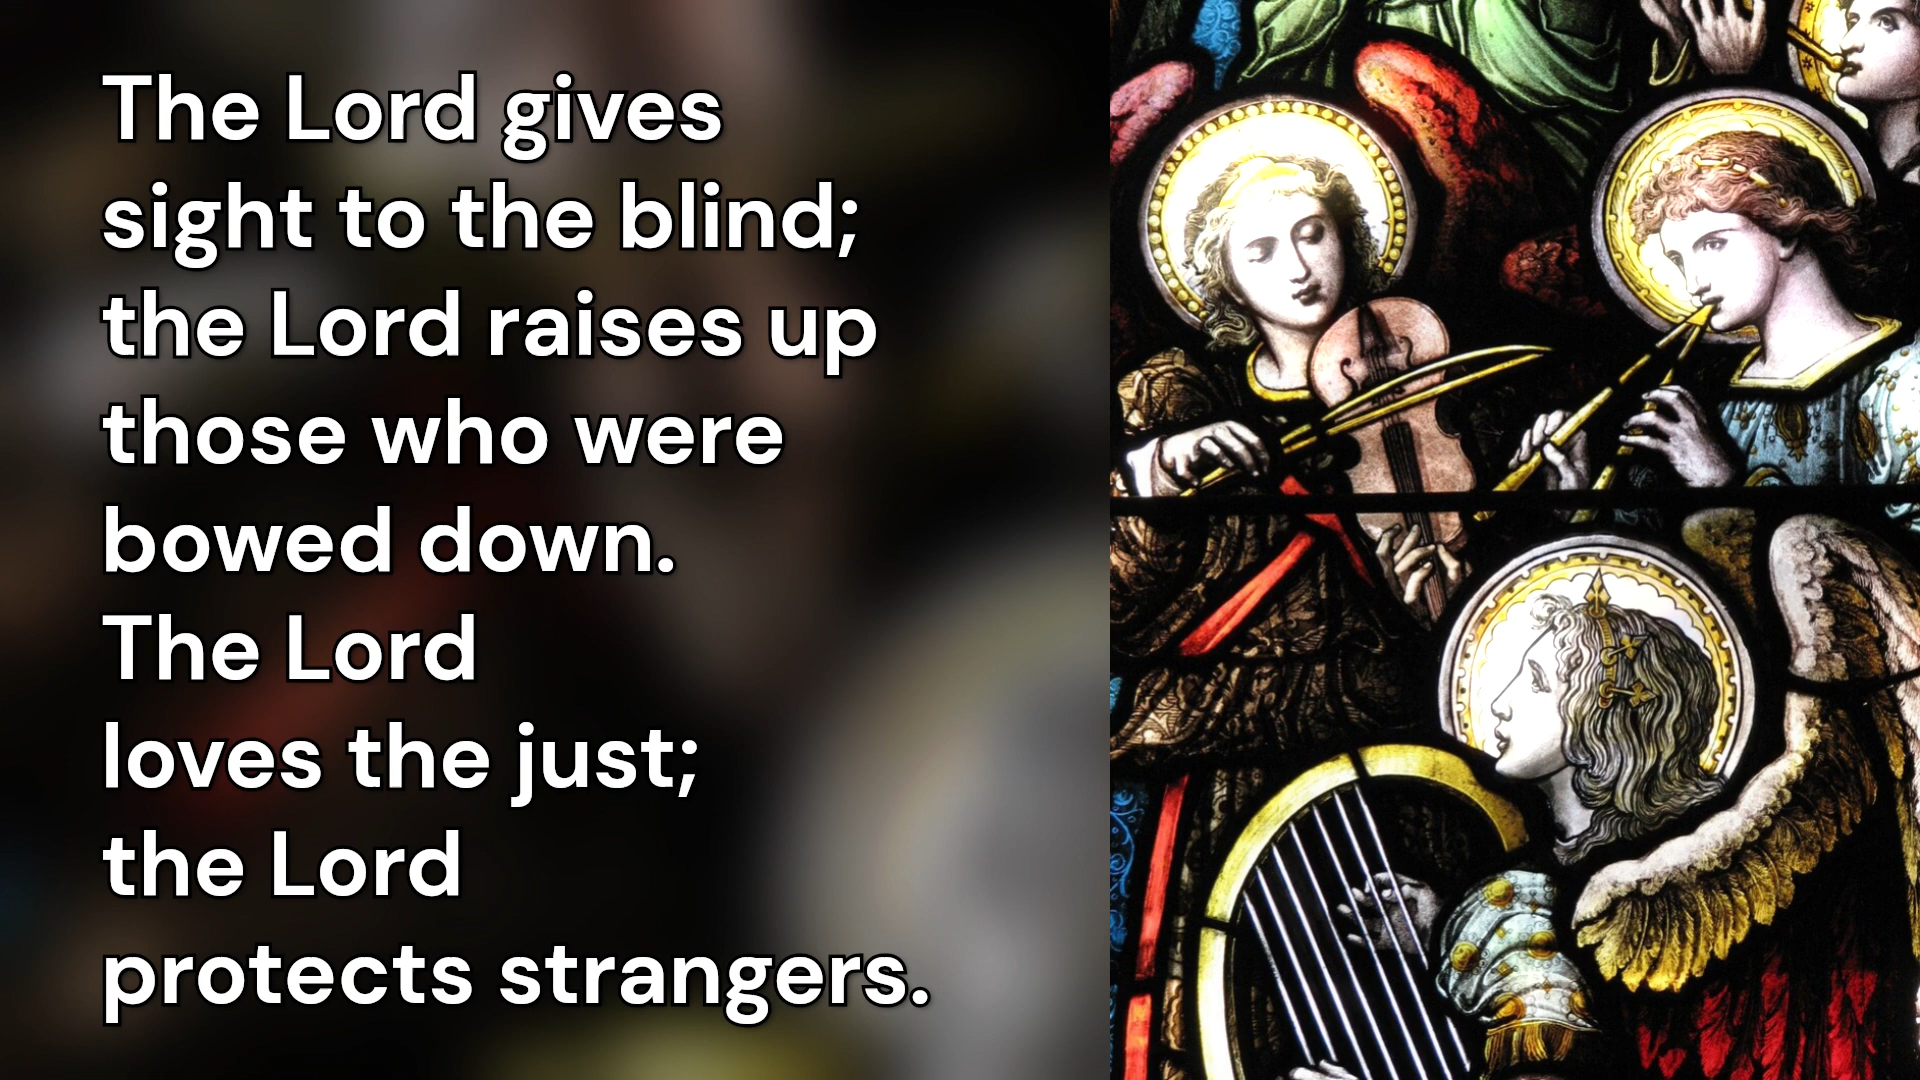 The Lord gives
sight to the blind;
the Lord raises up
those who were
bowed down.
The Lord
loves the just;
the Lord
protects strangers.